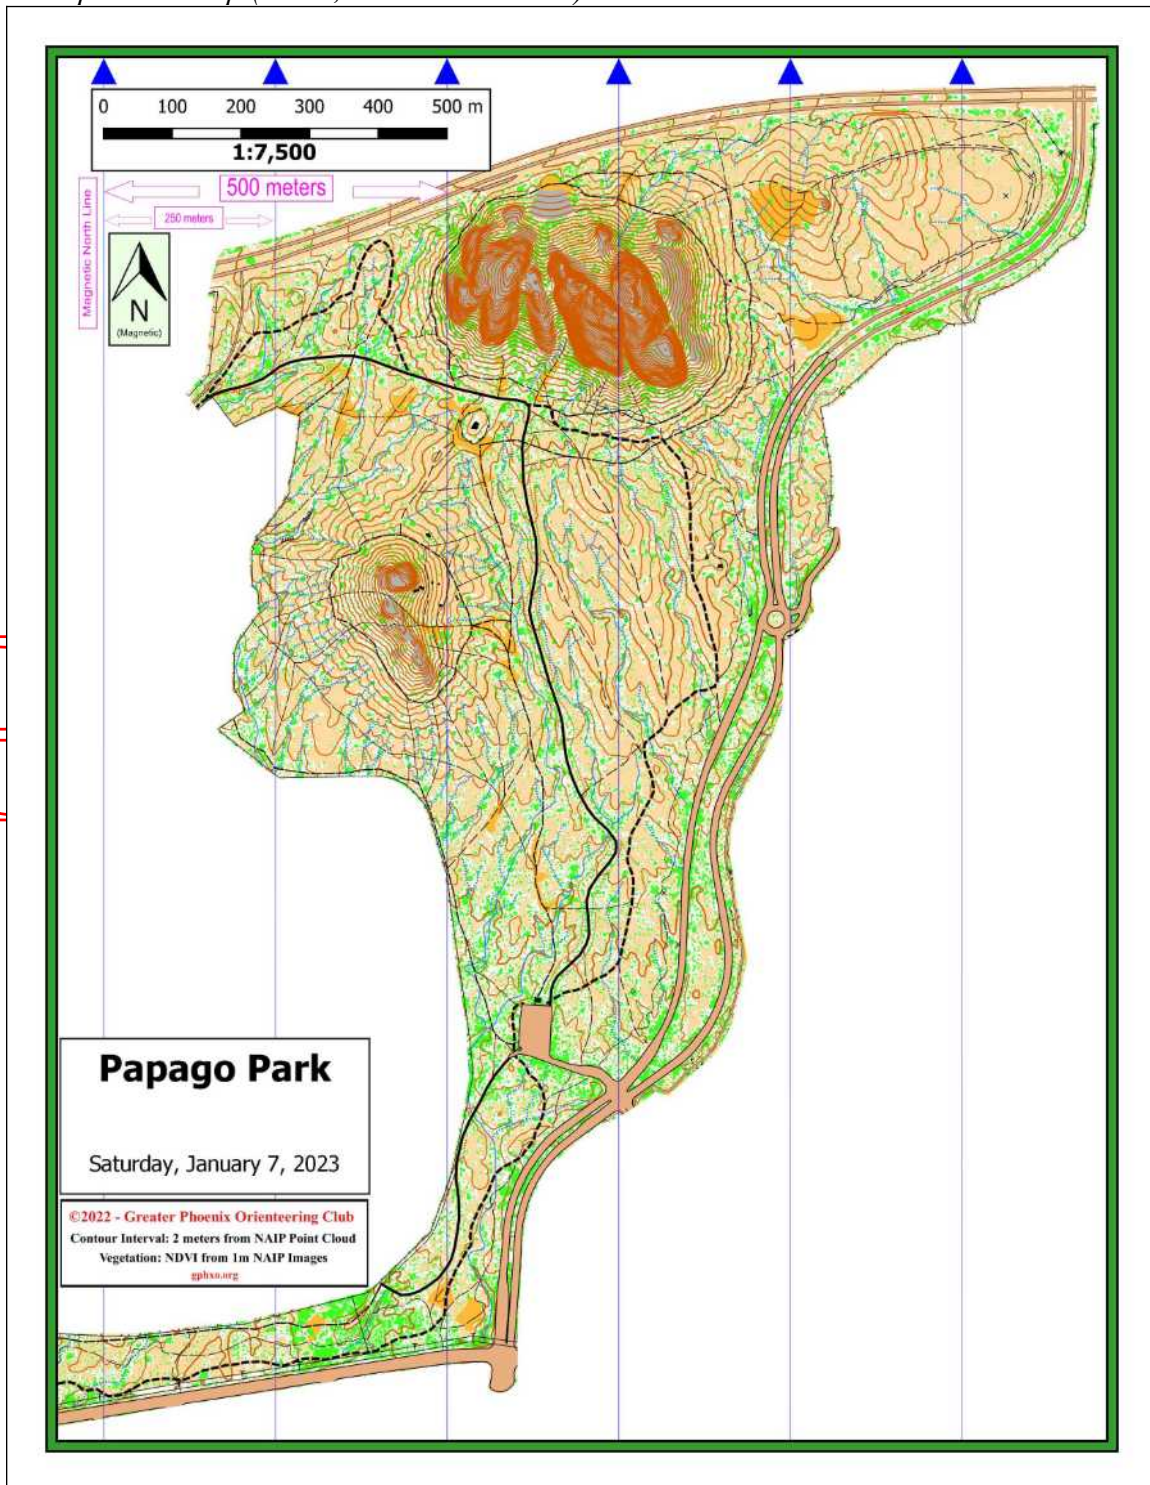 0 100 200 300 400 500 m
1:7,500
500 meters
250 meters
Magnetic North Line
N
(Magnetic)
Papago Park
Saturday, January 7, 2023
©2022 - Greater Phoenix Orienteering Club
Contour Interval: 2 meters from NAIP Point Cloud
Vegetation: NDVI from 1m NAIP Images
gphxo.org